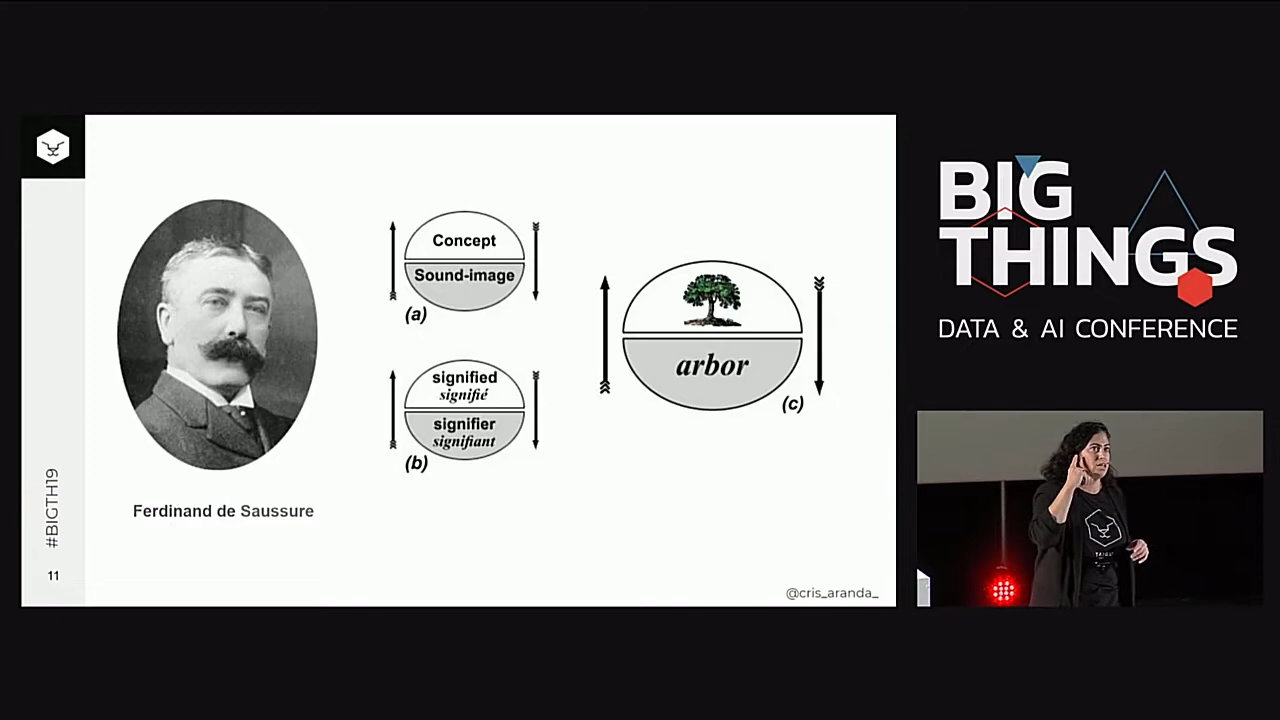 #BIGTH19
11
Ferdinand de Saussure
Concept
Sound-image
(a)
signified
signifié
signifier
signifiant
(b)
arbor
(c)
@cris_aranda_
BIG
THINGS
DATA & AI CONFERENCE